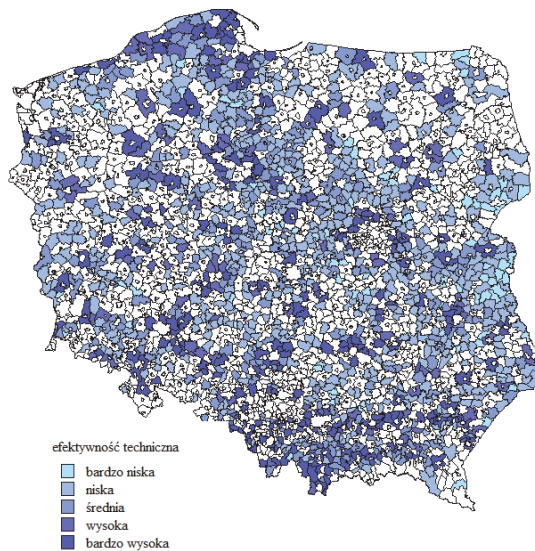 efektywność techniczna
bardzo niska
niska
średnia
wysoka
bardzo wysoka